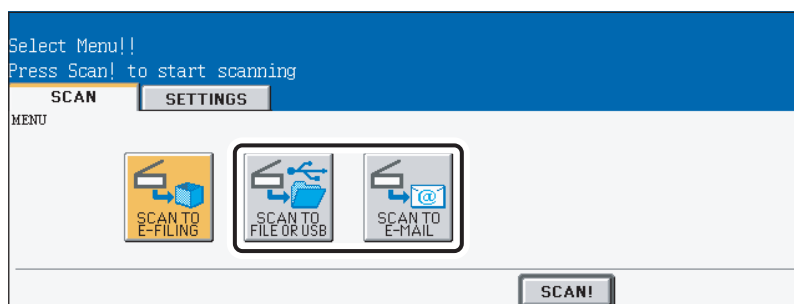 Select Menu!!
Press Scan! to start scanning
SCAN
SETTINGS
MENU
SCAN TO
E-FILING
SCAN TO
FILE OR USB
SCAN TO
E-MAIL
SCAN!